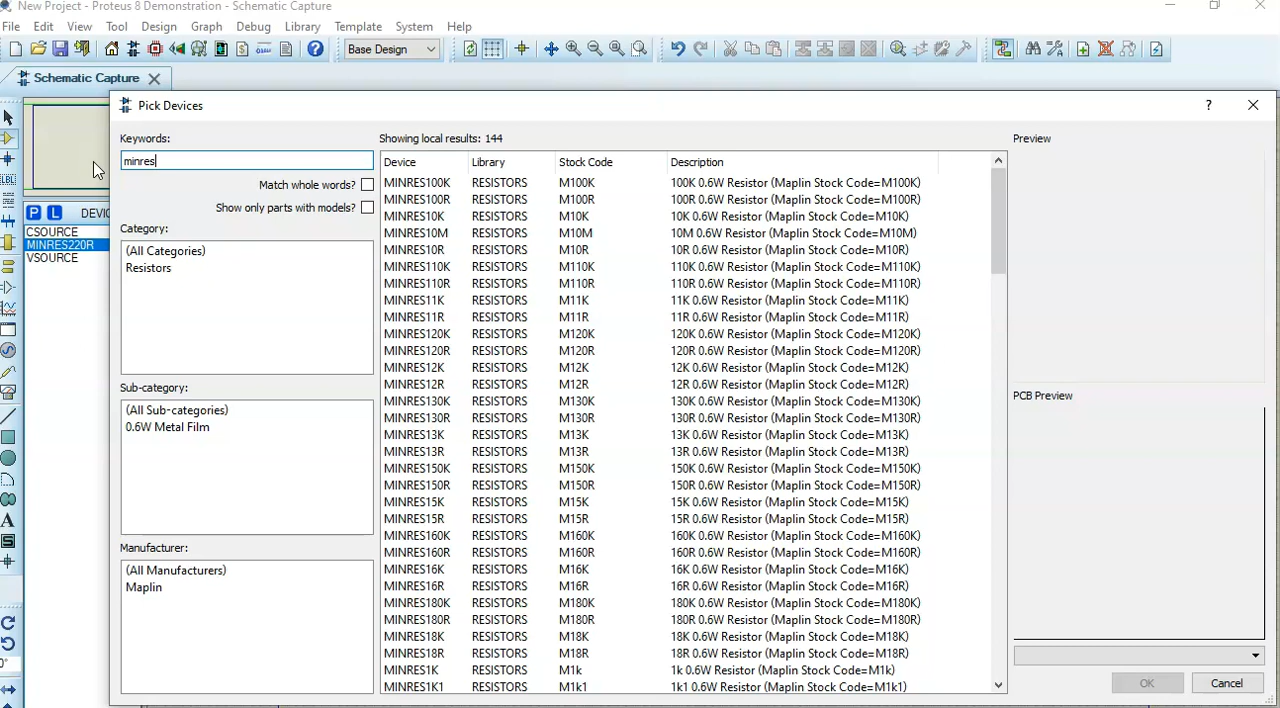 New Project - Proteus 8 Demonstration - Schematic Capture
File Edit View Tool Design Graph Debug Library Template System Help
Base Design
Schematic Capture
Pick Devices
?
Keywords:
minres
Match whole words?
Show only parts with models?
Category:
(All Categories)
Resistors
Sub-category:
(All Sub-categories)
0.6W Metal Film
Manufacturer:
(All Manufacturers)
Maplin
P L DEVIC
CSOURCE
MINRES220R
VSOURCE
LBL
A
S
0°
Showing local results: 144
Device Library Stock Code Description
MINRES100K RESISTORS M100K 100K 0.6W Resistor (Maplin Stock Code=M100K)
MINRES100R RESISTORS M100R 100R 0.6W Resistor (Maplin Stock Code=M100R)
MINRES10K RESISTORS M10K 10K 0.6W Resistor (Maplin Stock Code=M10K)
MINRES10M RESISTORS M10M 10M 0.6W Resistor (Maplin Stock Code=M10M)
MINRES10R RESISTORS M10R 10R 0.6W Resistor (Maplin Stock Code=M10R)
MINRES110K RESISTORS M110K 110K 0.6W Resistor (Maplin Stock Code=M110K)
MINRES110R RESISTORS M110R 110R 0.6W Resistor (Maplin Stock Code=M110R)
MINRES11K RESISTORS M11K 11K 0.6W Resistor (Maplin Stock Code=M11K)
MINRES11R RESISTORS M11R 11R 0.6W Resistor (Maplin Stock Code=M11R)
MINRES120K RESISTORS M120K 120K 0.6W Resistor (Maplin Stock Code=M120K)
MINRES120R RESISTORS M120R 120R 0.6W Resistor (Maplin Stock Code=M120R)
MINRES12K RESISTORS M12K 12K 0.6W Resistor (Maplin Stock Code=M12K)
MINRES12R RESISTORS M12R 12R 0.6W Resistor (Maplin Stock Code=M12R)
MINRES130K RESISTORS M130K 130K 0.6W Resistor (Maplin Stock Code=M130K)
MINRES130R RESISTORS M130R 130R 0.6W Resistor (Maplin Stock Code=M130R)
MINRES13K RESISTORS M13K 13K 0.6W Resistor (Maplin Stock Code=M13K)
MINRES13R RESISTORS M13R 13R 0.6W Resistor (Maplin Stock Code=M13R)
MINRES150K RESISTORS M150K 150K 0.6W Resistor (Maplin Stock Code=M150K)
MINRES150R RESISTORS M150R 150R 0.6W Resistor (Maplin Stock Code=M150R)
MINRES15K RESISTORS M15K 15K 0.6W Resistor (Maplin Stock Code=M15K)
MINRES15R RESISTORS M15R 15R 0.6W Resistor (Maplin Stock Code=M15R)
MINRES160K RESISTORS M160K 160K 0.6W Resistor (Maplin Stock Code=M160K)
MINRES160R RESISTORS M160R 160R 0.6W Resistor (Maplin Stock Code=M160R)
MINRES16K RESISTORS M16K 16K 0.6W Resistor (Maplin Stock Code=M16K)
MINRES16R RESISTORS M16R 16R 0.6W Resistor (Maplin Stock Code=M16R)
MINRES180K RESISTORS M180K 180K 0.6W Resistor (Maplin Stock Code=M180K)
MINRES180R RESISTORS M180R 180R 0.6W Resistor (Maplin Stock Code=M180R)
MINRES18K RESISTORS M18K 18K 0.6W Resistor (Maplin Stock Code=M18K)
MINRES18R RESISTORS M18R 18R 0.6W Resistor (Maplin Stock Code=M18R)
MINRES1K RESISTORS M1k 1k 0.6W Resistor (Maplin Stock Code=M1k)
MINRES1K1 RESISTORS M1k1 1k1 0.6W Resistor (Maplin Stock Code=M1k1)
Preview
PCB Preview
OK Cancel